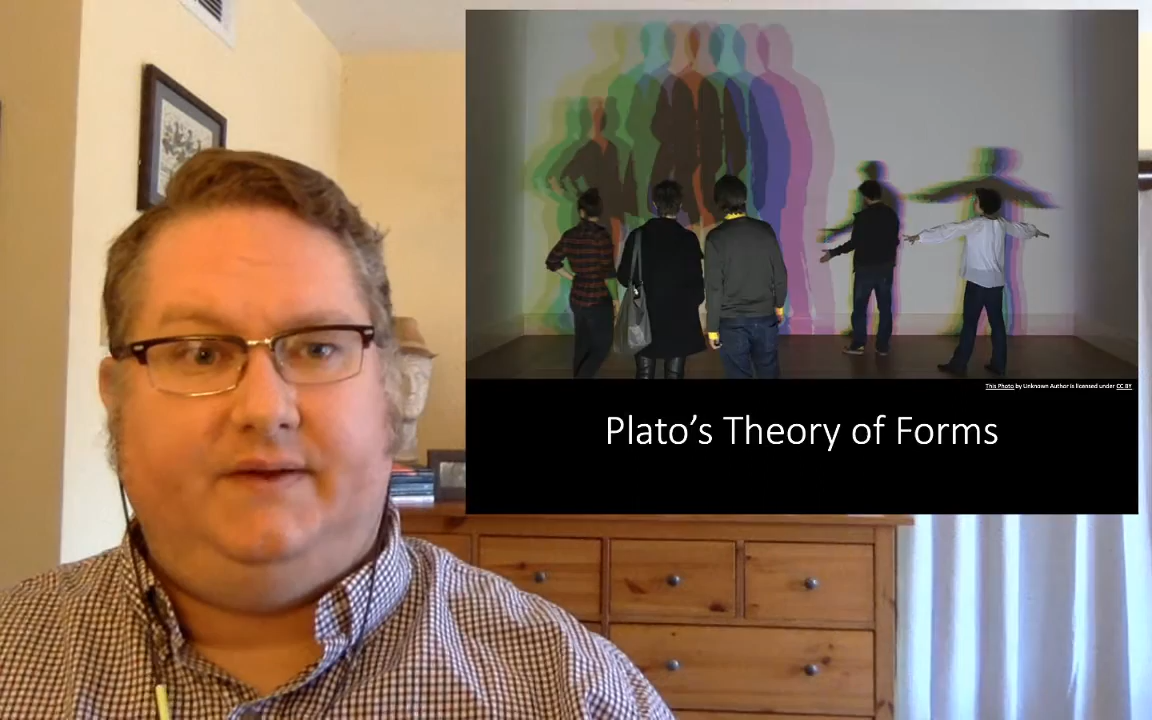 This Photo by Unknown Author is licensed under CC BY
Plato's Theory of Forms